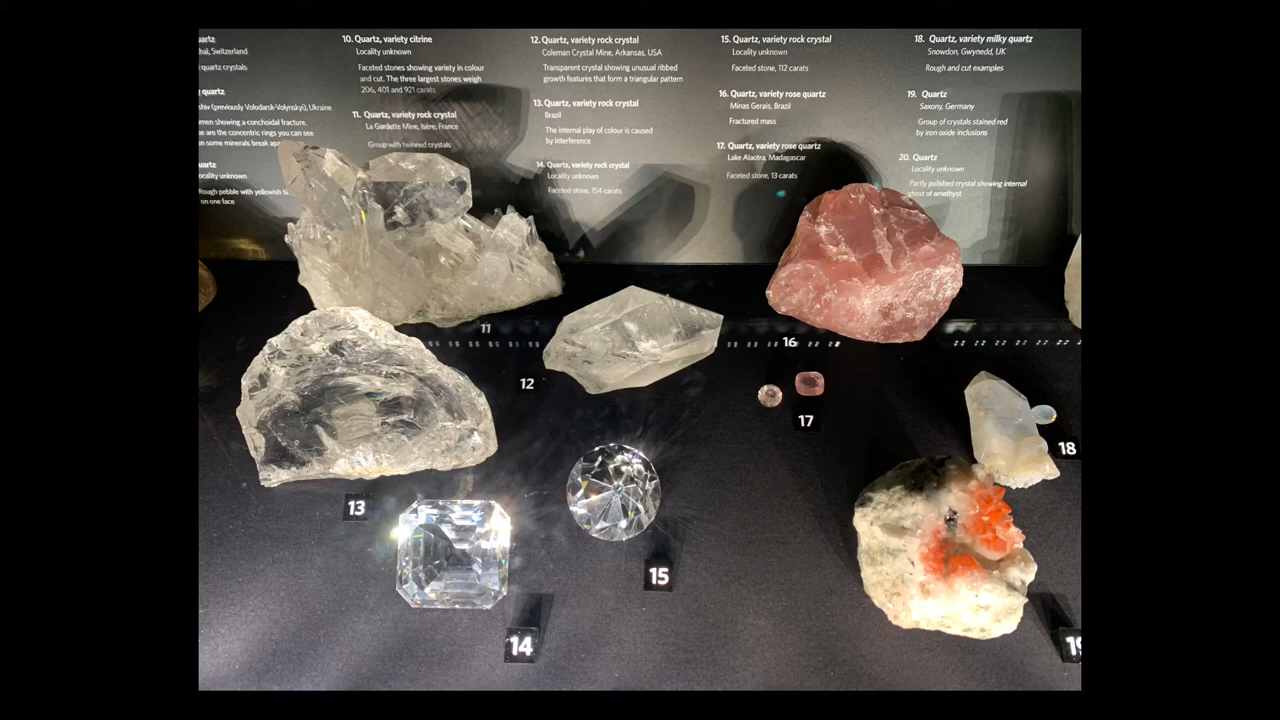 hal, Switzerland
quartz crystals
quartz
(previously Volodarsk-Volynskyi), Ukraine
men showing a conchoidal fracture.
se are the concentric rings you can see
en some minerals break
Rough pebble with yellowish
on one face
10. Quartz, variety citrine
Locality unknown
Faceted stones showing variety in colour
and cut. The three largest stones weigh
206, 401 and 921 carats
11. Quartz, variety rock crystal
La Gardette Mine, Isère, France
Group with twinned crystals
12. Quartz, variety rock crystal
Coleman Crystal Mine, Arkansas, USA
Transparent crystal showing unusual ribbed
growth features that form a triangular pattern
13. Quartz, variety rock crystal
Brazil
The internal play of colour is caused
by interference
14. Quartz, variety rock crystal
Locality unknown
Faceted stone, 154 carats
15. Quartz, variety rock crystal
Locality unknown
Faceted stone, 112 carats
16. Quartz, variety rose quartz
Minas Gerais, Brazil
Fractured mass
17. Quartz, variety rose quartz
Lake Alaotra, Madagascar
Faceted stone, 13 carats
18. Quartz, variety milky quartz
Snowdon, Gwynedd, UK
Rough and cut examples
19. Quartz
Saxony, Germany
Group of crystals stained red
by iron oxide inclusions
20. Quartz
Locality unknown
Partly polished crystal showing internal
ghost of amethyst
11
12
16
17
18
13
15
14
19